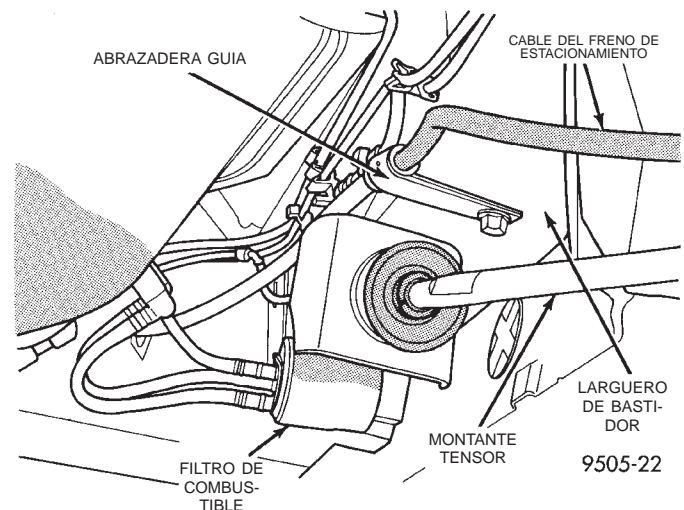 ABRAZADERA GUIA
CABLE DEL FRENO DE
ESTACIONAMIENTO
LARGUERO
DE BASTI-
DOR
MONTANTE
TENSOR
FILTRO DE
COMBUS-
TIBLE
9505-22